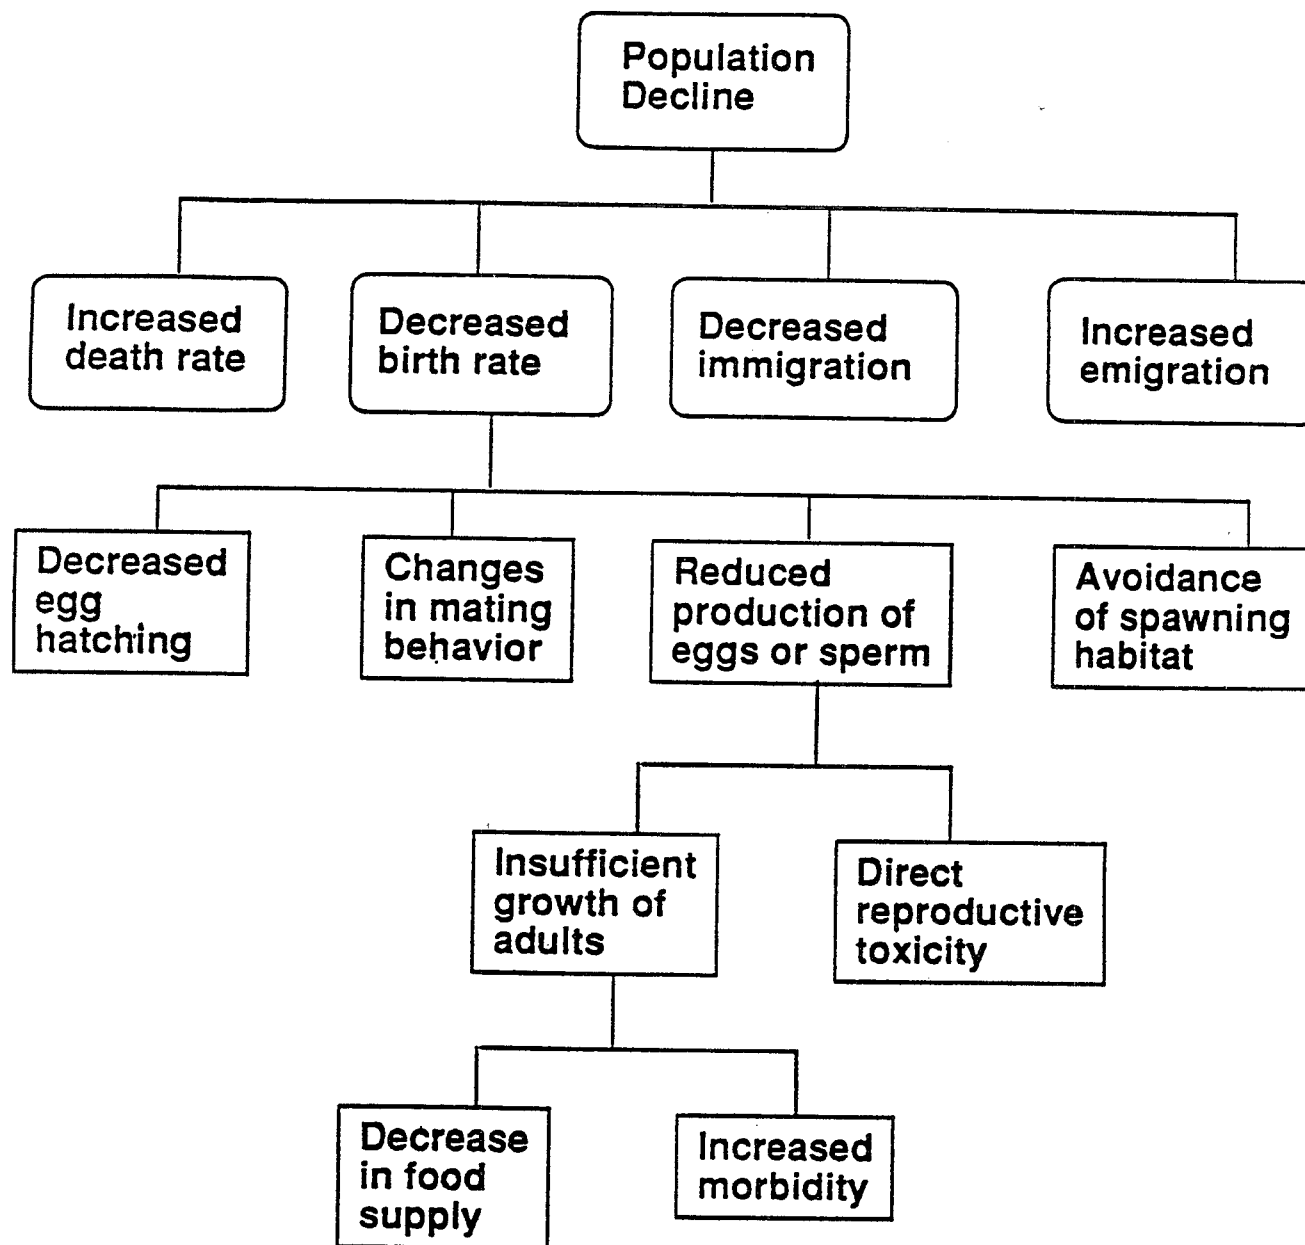 Population
Decline
Increased
death rate
Decreased
birth rate
Decreased
immigration
Increased
emigration
Decreased
egg
hatching
Changes
in mating
behavior
Reduced
production of
eggs or sperm
Avoidance
of spawning
habitat
Insufficient
growth of
adults
Direct
reproductive
toxicity
Decrease
in food
supply
Increased
morbidity